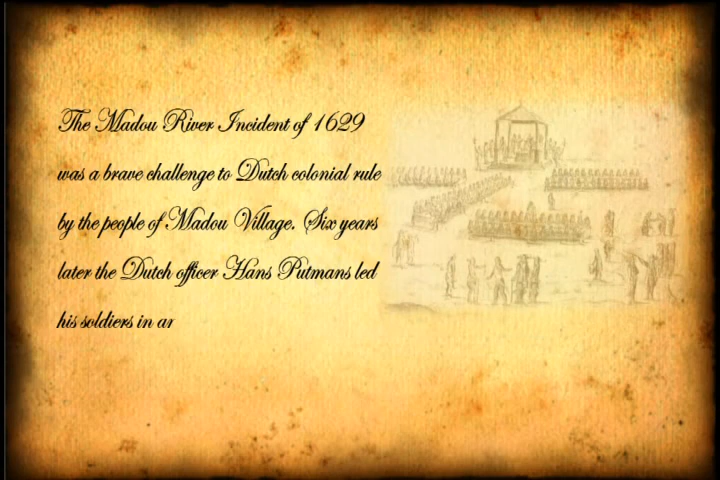 The Madou River Incident of 1629
was a brave challenge to Dutch colonial rule
by the people of Madou Village. Six years
later the Dutch officer Hans Putmans led
his soldiers in ar